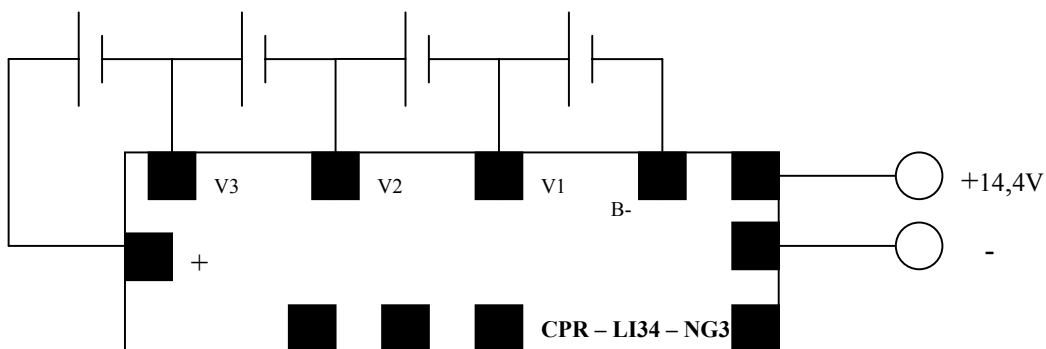 V3
V2
V1
B-
+14,4V
+
-
CPR – LI34 – NG3